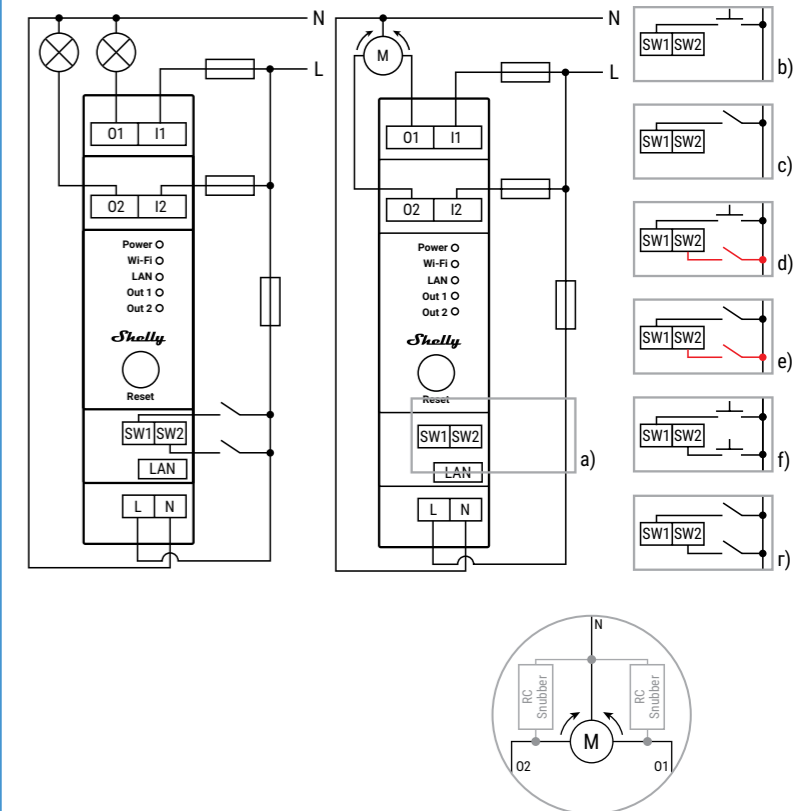 N
L
O1 I1
O2 I2
Power
Wi-Fi
LAN
Out 1
Out 2
Shelly
Reset
SW1 SW2
LAN
L N
N
L
M
O1 I1
O2 I2
Power
Wi-Fi
LAN
Out 1
Out 2
Shelly
Reset
SW1 SW2
LAN
a)
L N
SW1 SW2
b)
SW1 SW2
c)
SW1 SW2
d)
SW1 SW2
e)
SW1 SW2
f)
SW1 SW2
г)
N
RC
Snubber
RC
Snubber
M
O2
O1